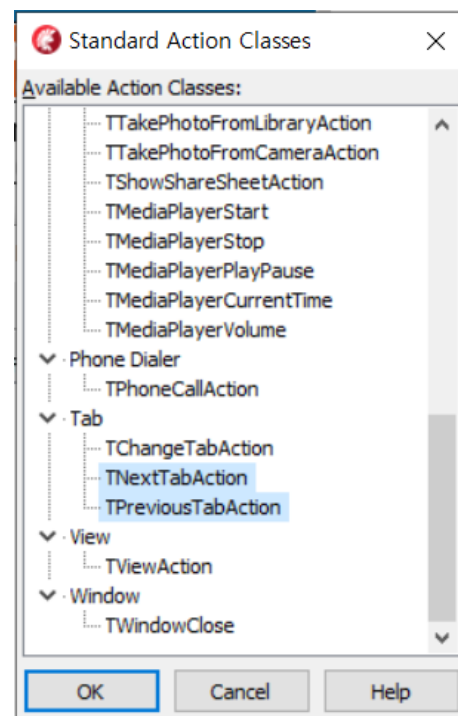 Standard Action Classes
Available Action Classes:
TTakePhotoFromLibraryAction
TTakePhotoFromCameraAction
TShowShareSheetAction
TMediaPlayerStart
TMediaPlayerStop
TMediaPlayerPlayPause
TMediaPlayerCurrentTime
TMediaPlayerVolume
Phone Dialer
TPhoneCallAction
Tab
TChangeTabAction
TNextTabAction
TPreviousTabAction
View
TViewAction
Window
TWindowClose
OK Cancel Help